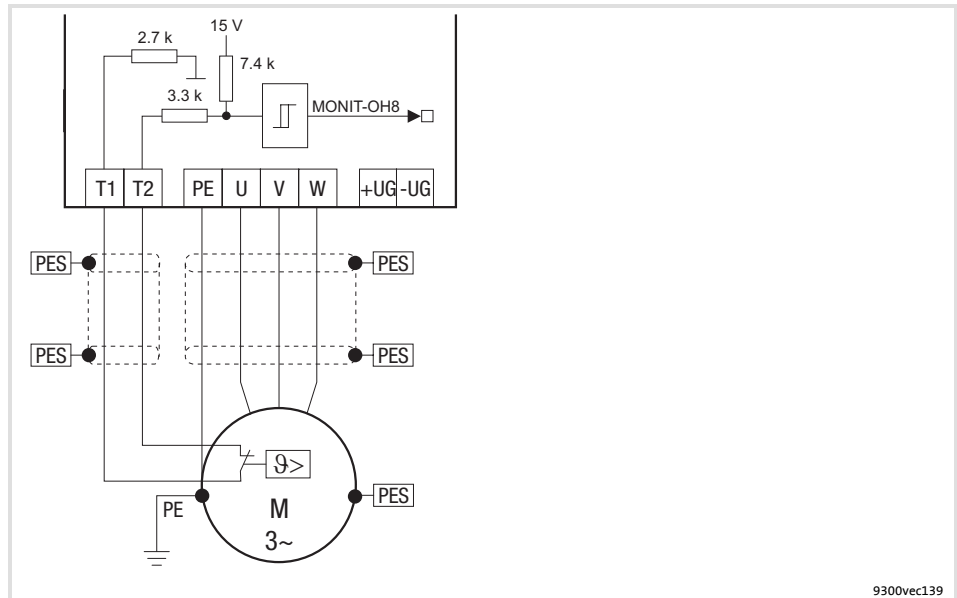 15 V
2.7 k
7.4 k
3.3 k
MONIT-OH8
T1 T2 PE U V W +UG -UG
PES PES
PES PES
ϑ>
PES
PE
M
3~
9300vec139